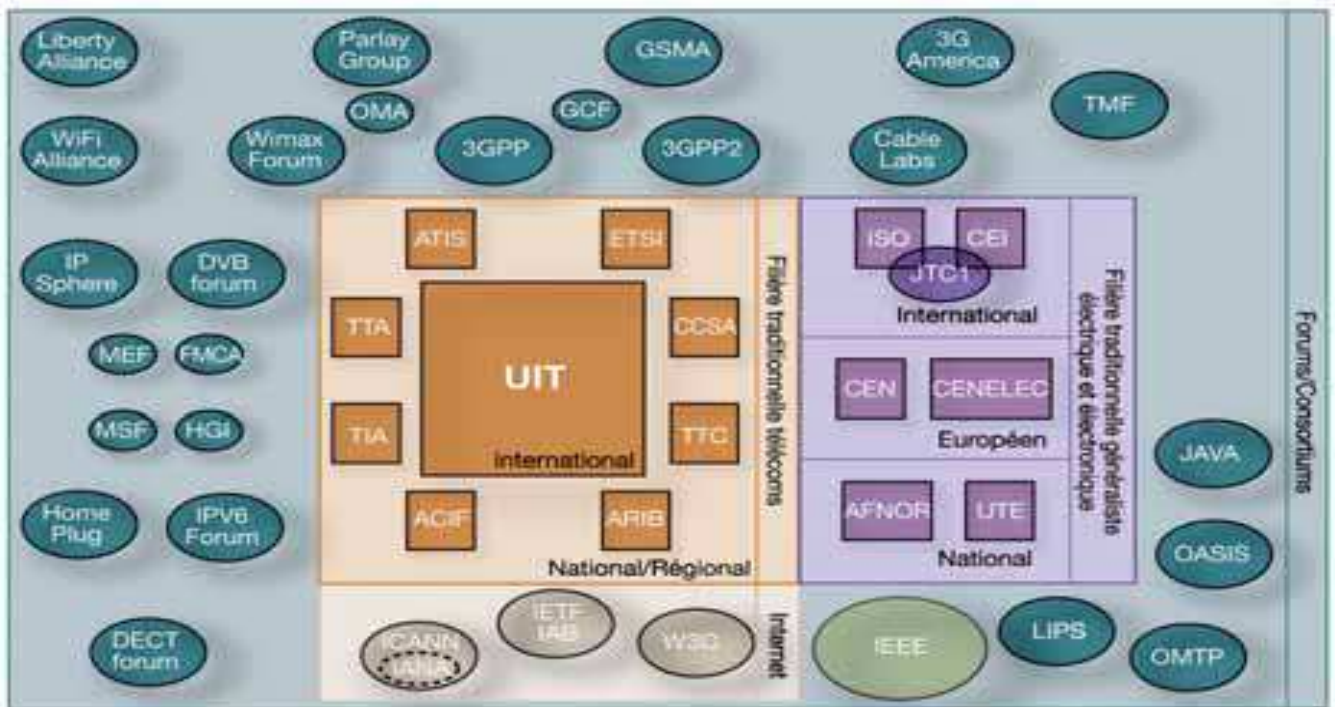 Liberty
Alliance
Parlay
Group
GSMA
3G
America
TMF
OMA
GCF
WiFi
Alliance
Wimax
Forum
3GPP
3GPP2
Cable
Labs
IP
Sphere
DVB
forum
MEF
FMCA
MSF
HGI
Home
Plug
IPV6
Forum
DECT
forum
ATIS
ETSI
TTA
CCSA
UIT
TIA
TTC
International
ACIF
ARIB
National/Régional
Filière traditionnelle télécoms
ISO
CEI
JTC1
International
CEN
CENELEC
Européen
AFNOR
UTE
National
Filière traditionnelle généraliste
électrique et électronique
Forums/Consortiums
JAVA
OASIS
ICANN
IANA
IETF
IAB
W3C
Internet
IEEE
LIPS
OMTP